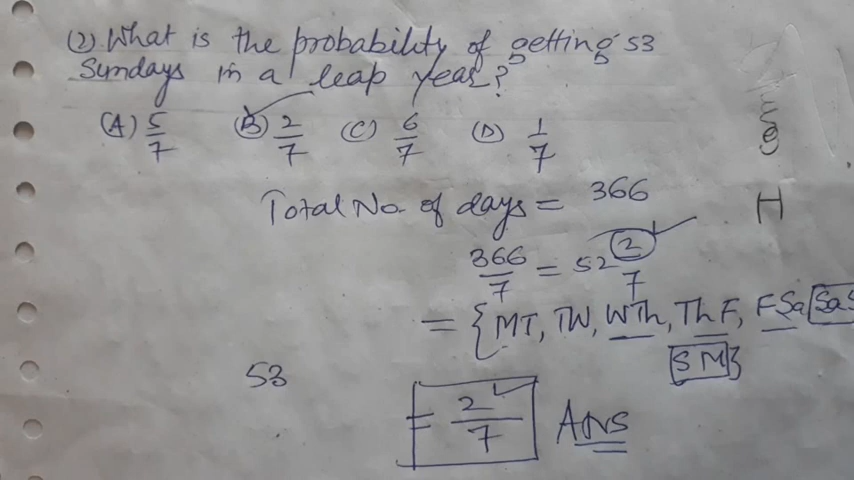 (2) What is the probability of getting 53
Sundays in a leap year?
(A) 5/7 (B) 2/7 (C) 6/7 (D) 1/7
Total No. of days = 366
H
366/7 = 52 2/7
= {MT, TW, WTh, ThF, FSa, SaS
SM}
53
= 2/7 Ans